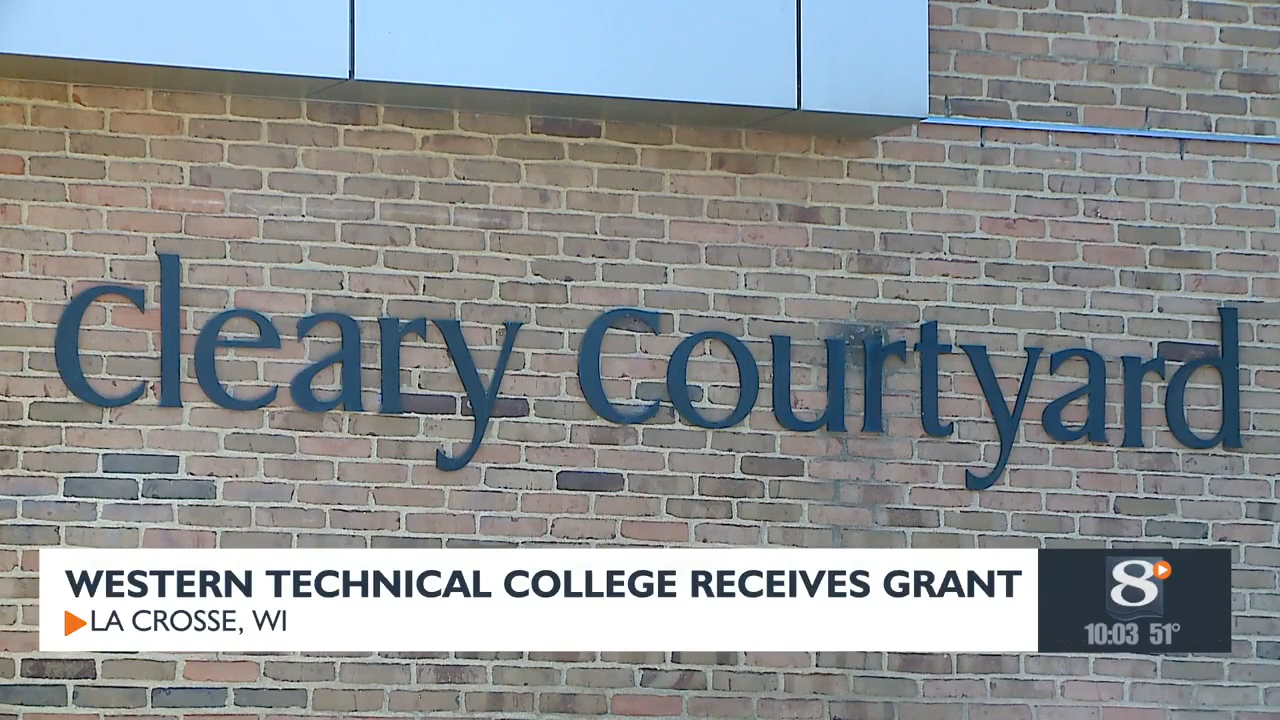 Cleary Courtyard
WESTERN TECHNICAL COLLEGE RECEIVES GRANT
LA CROSSE, WI
8
10:03 51°